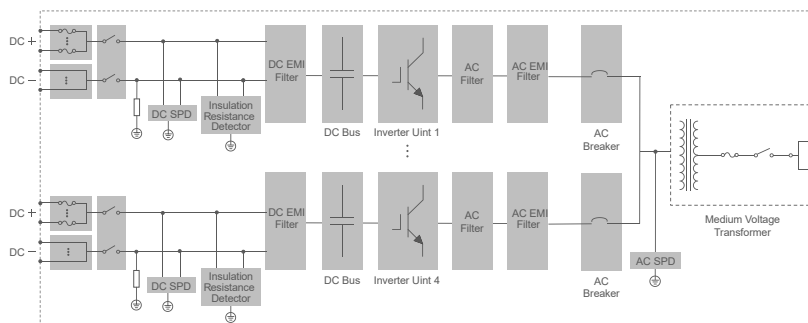 DC +
DC -
DC SPD
Insulation
Resistance
Detector
DC EMI
Filter
DC Bus
Inverter Uint 1
AC
Filter
AC EMI
Filter
AC
Breaker
Medium Voltage
Transformer
DC +
DC -
DC SPD
Insulation
Resistance
Detector
DC EMI
Filter
DC Bus
Inverter Uint 4
AC
Filter
AC EMI
Filter
AC
Breaker
AC SPD